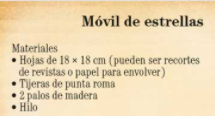 Móvil de estrellas
Materiales
• Hojas de 18 × 18 cm (pueden ser recortes
de revistas o papel para envolver)
• Tijeras de punta roma
• 2 palos de madera
• Hilo